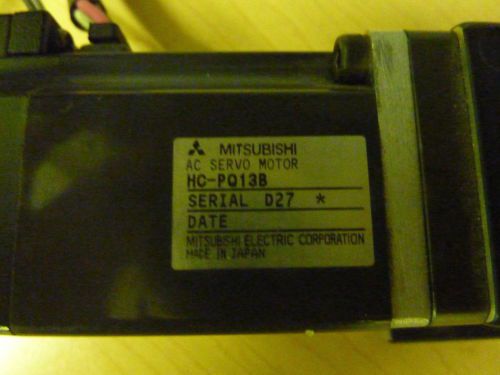 MITSUBISHI
AC SERVO MOTOR
HC-PQ13B
SERIAL D27 *
DATE
MITSUBISHI ELECTRIC CORPORATION
MADE IN JAPAN